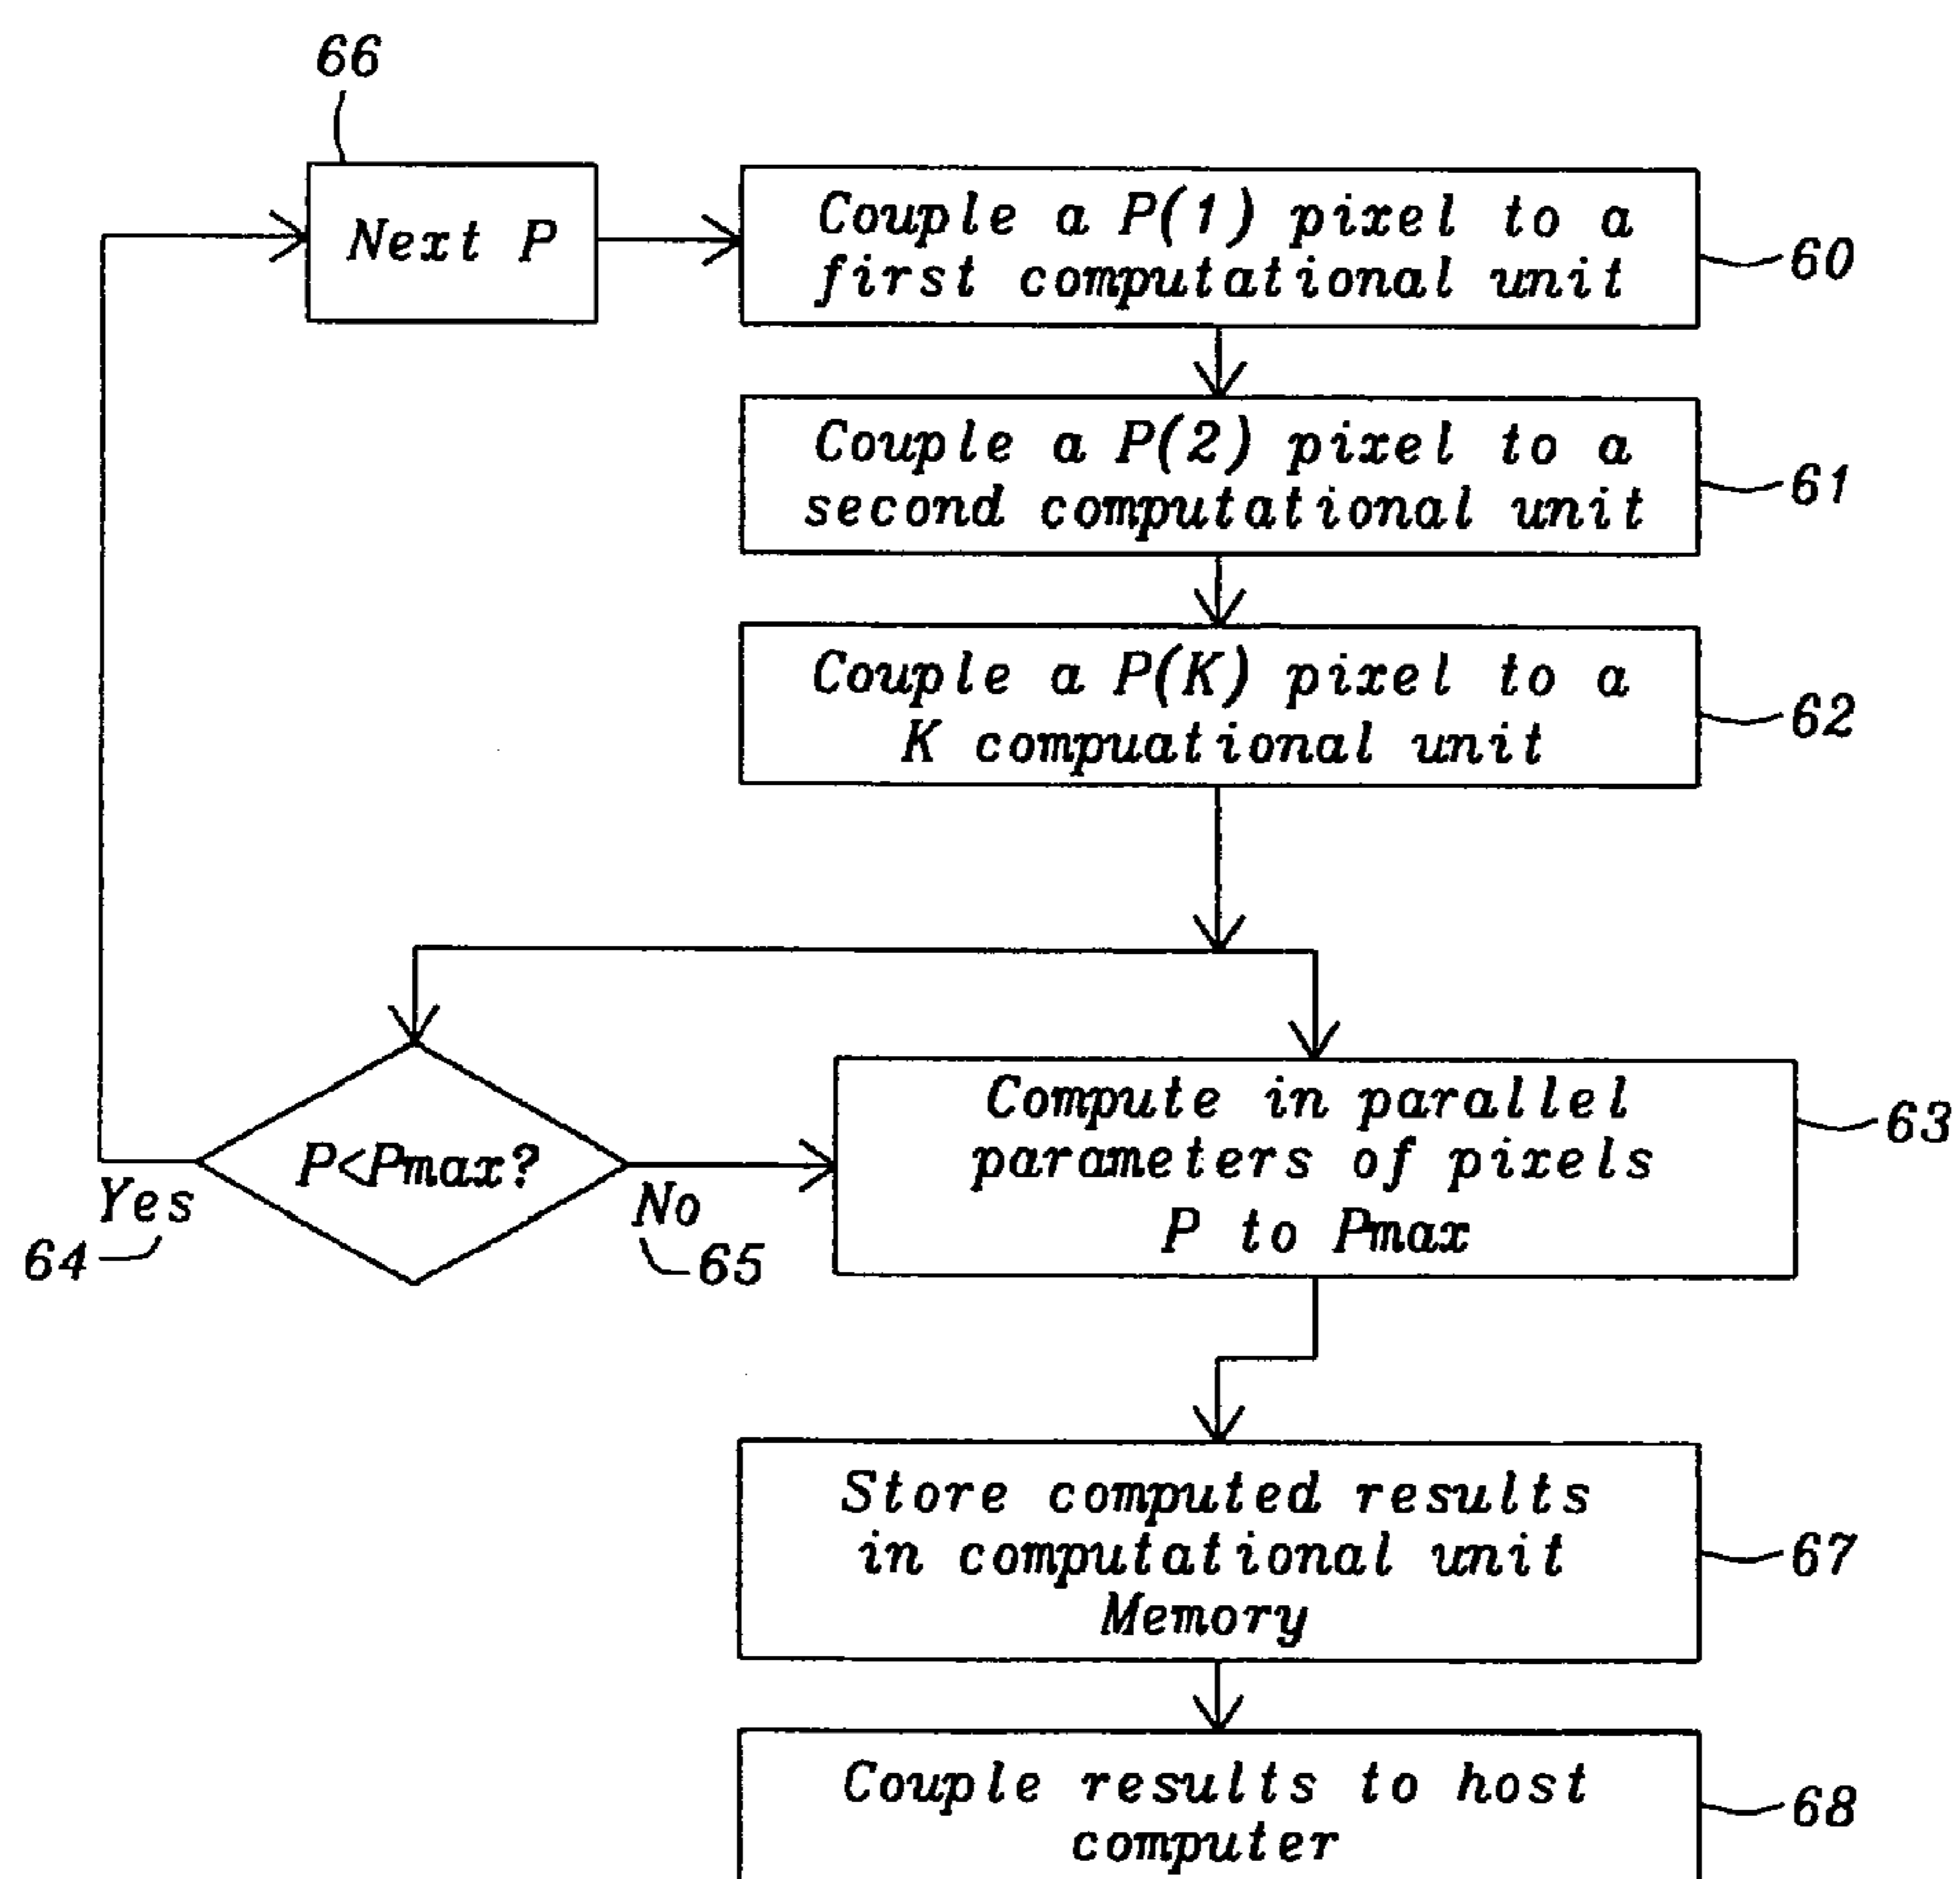 66
Next P
Couple a P(1) pixel to a
first computational unit
60
Couple a P(2) pixel to a
second computational unit
61
Couple a P(K) pixel to a
K compuational unit
62
P<Pmax?
Yes
64
No
65
Compute in parallel
parameters of pixels
P to Pmax
63
Store computed results
in computational unit
Memory
67
Couple results to host
computer
68